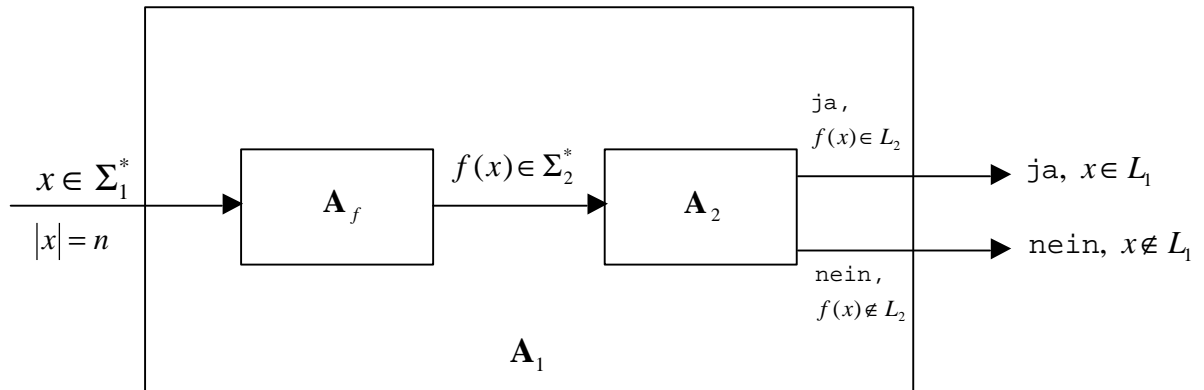 x ∈ Σ₁*
|x| = n
A_f
f(x) ∈ Σ₂*
A₂
ja,
f(x) ∈ L₂
nein,
f(x) ∉ L₂
ja, x ∈ L₁
nein, x ∉ L₁
A₁